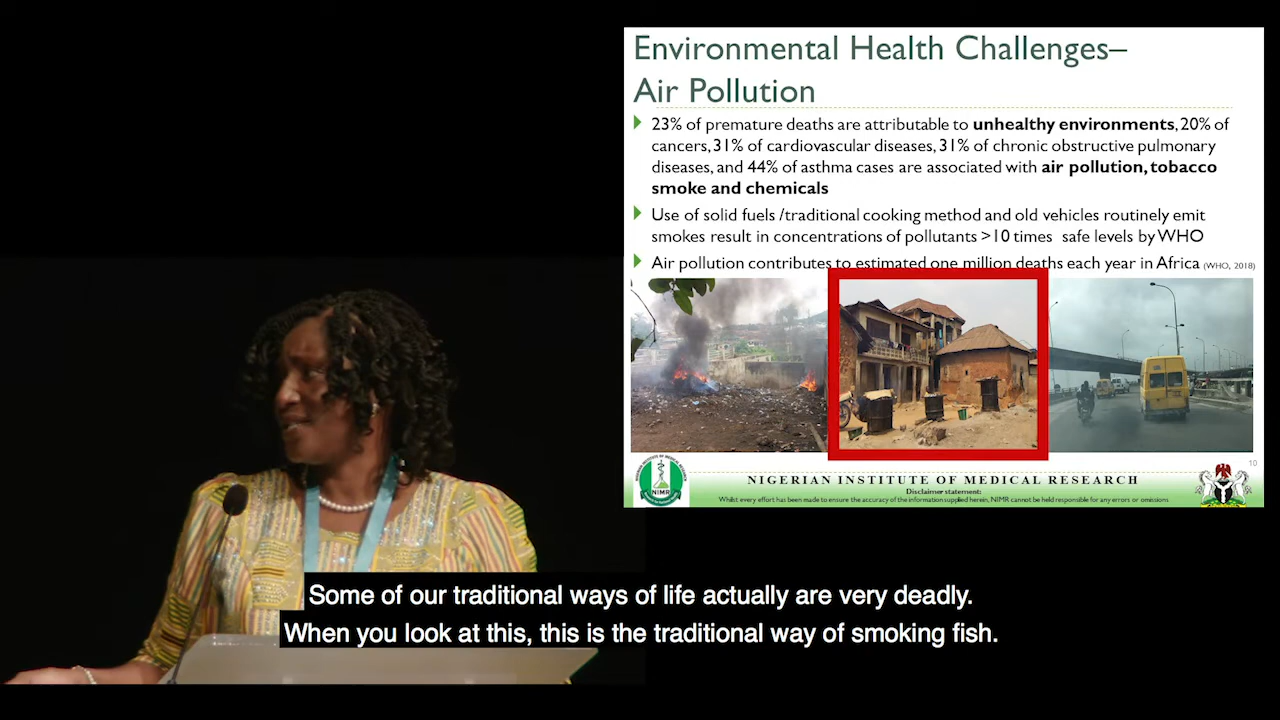 Environmental Health Challenges–
Air Pollution
23% of premature deaths are attributable to unhealthy environments, 20% of
cancers, 31% of cardiovascular diseases, 31% of chronic obstructive pulmonary
diseases, and 44% of asthma cases are associated with air pollution, tobacco
smoke and chemicals
Use of solid fuels /traditional cooking method and old vehicles routinely emit
smokes result in concentrations of pollutants >10 times safe levels by WHO
Air pollution contributes to estimated one million deaths each year in Africa (WHO, 2018)
10
NIMR
NIGERIAN INSTITUTE OF MEDICAL RESEARCH
Disclaimer statement:
Whilst every effort has been made to ensure the accuracy of the information supplied herein, NIMR cannot be held responsible for any errors or omissions
Some of our traditional ways of life actually are very deadly.
When you look at this, this is the traditional way of smoking fish.